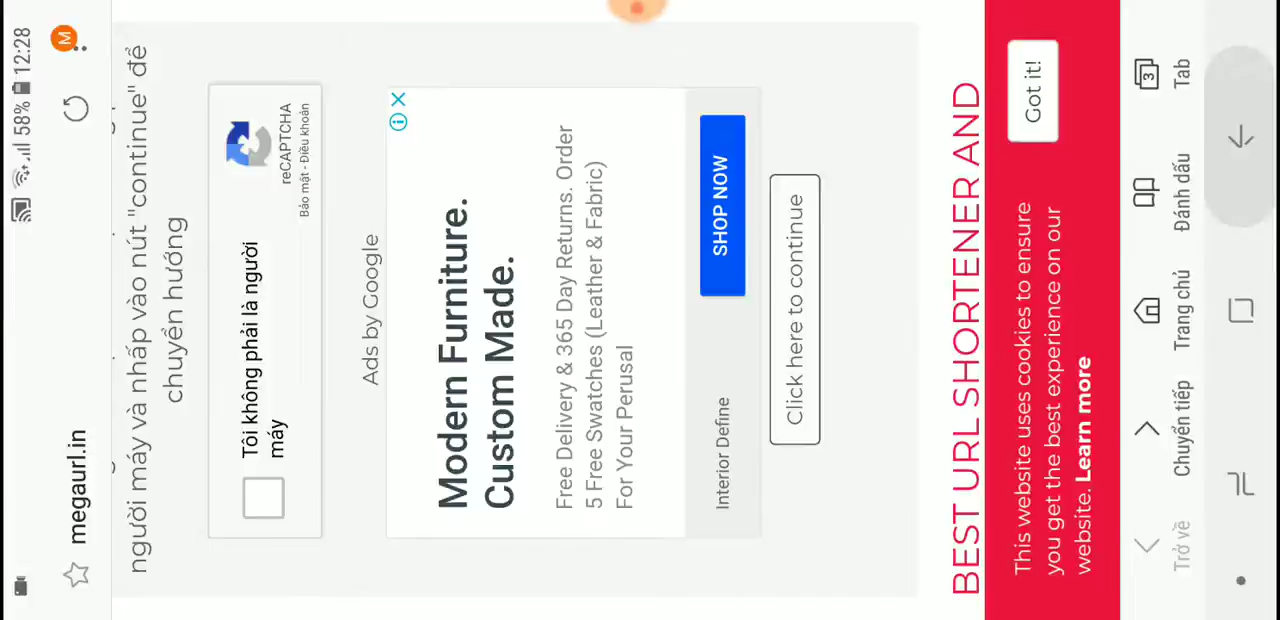 58% 12:28
megaurl.in
M
người máy và nhấp vào nút "continue" để
chuyển hướng
Tôi không phải là người
máy
reCAPTCHA
Bảo mật - Điều khoản
Ads by Google
Modern Furniture.
Custom Made.
Free Delivery & 365 Day Returns. Order
5 Free Swatches (Leather & Fabric)
For Your Perusal
Interior Define
SHOP NOW
Click here to continue
BEST URL SHORTENER AND
This website uses cookies to ensure
you get the best experience on our
website. Learn more
Got it!
3
Trở về
Chuyển tiếp
Trang chủ
Đánh dấu
Tab